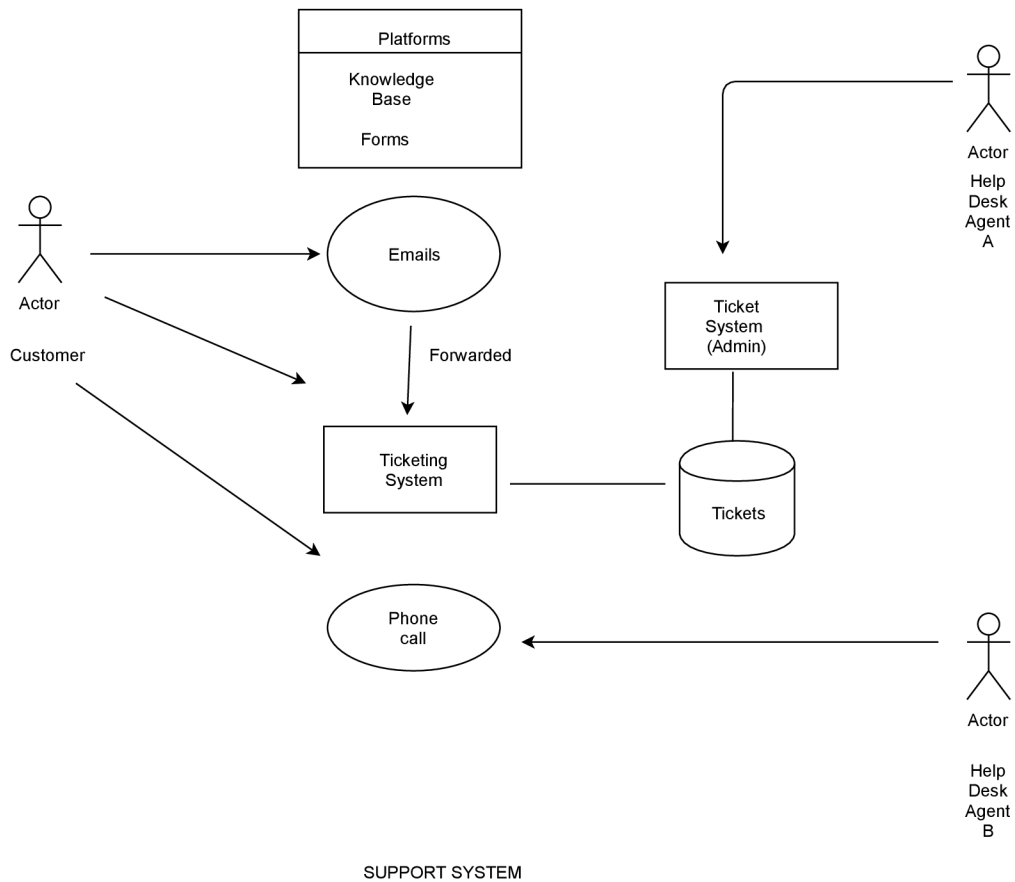 Platforms
Knowledge
Base
Forms
Actor
Help
Desk
Agent
A
Emails
Actor
Customer
Forwarded
Ticket
System
(Admin)
Ticketing
System
Tickets
Phone
call
Actor
Help
Desk
Agent
B
SUPPORT SYSTEM